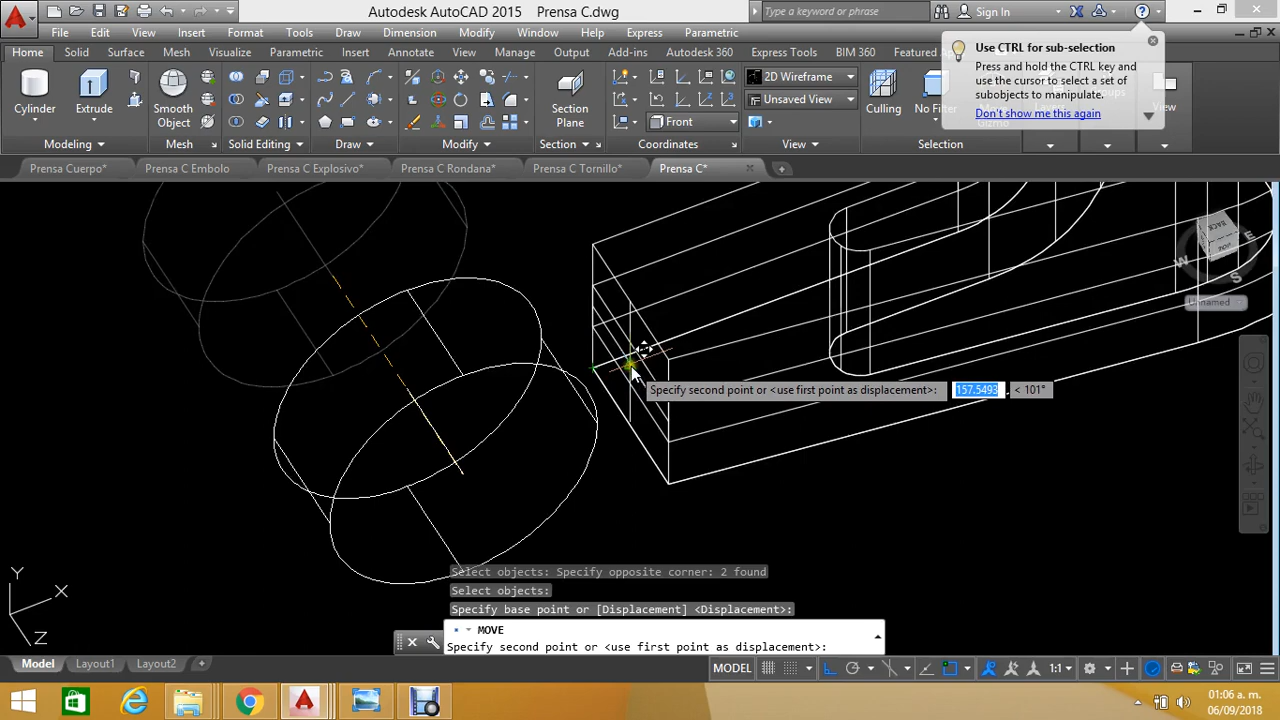 Autodesk AutoCAD 2015 Prensa C.dwg
Type a keyword or phrase
Sign In
File Edit View Insert Format Tools Draw Dimension Modify Window Help Express Parametric
Home Solid Surface Mesh Visualize Parametric Insert Annotate View Manage Output Add-ins Autodesk 360 Express Tools BIM 360
Use CTRL for sub-selection
Press and hold the CTRL key and
use the cursor to select a set of
subobjects to manipulate.
Don't show me this again
Cylinder
Extrude
Smooth
Object
Section
Plane
2D Wireframe
Unsaved View
Front
Culling
No Filter
View
Modeling
Mesh
Solid Editing
Draw
Modify
Section
Coordinates
View
Selection
Prensa Cuerpo*
Prensa C Embolo
Prensa C Explosivo*
Prensa C Rondana*
Prensa C Tornillo*
Prensa C*
BACK
TOP
W
E
S
Unnamed
Specify second point or <use first point as displacement>: 157.5493 < 101°
Y
X
Z
Select objects: Specify opposite corner: 2 found
Select objects:
Specify base point or [Displacement] <Displacement>:
MOVE
Specify second point or <use first point as displacement>:
Model
Layout1
Layout2
MODEL
1:1
01:06 a. m.
06/09/2018